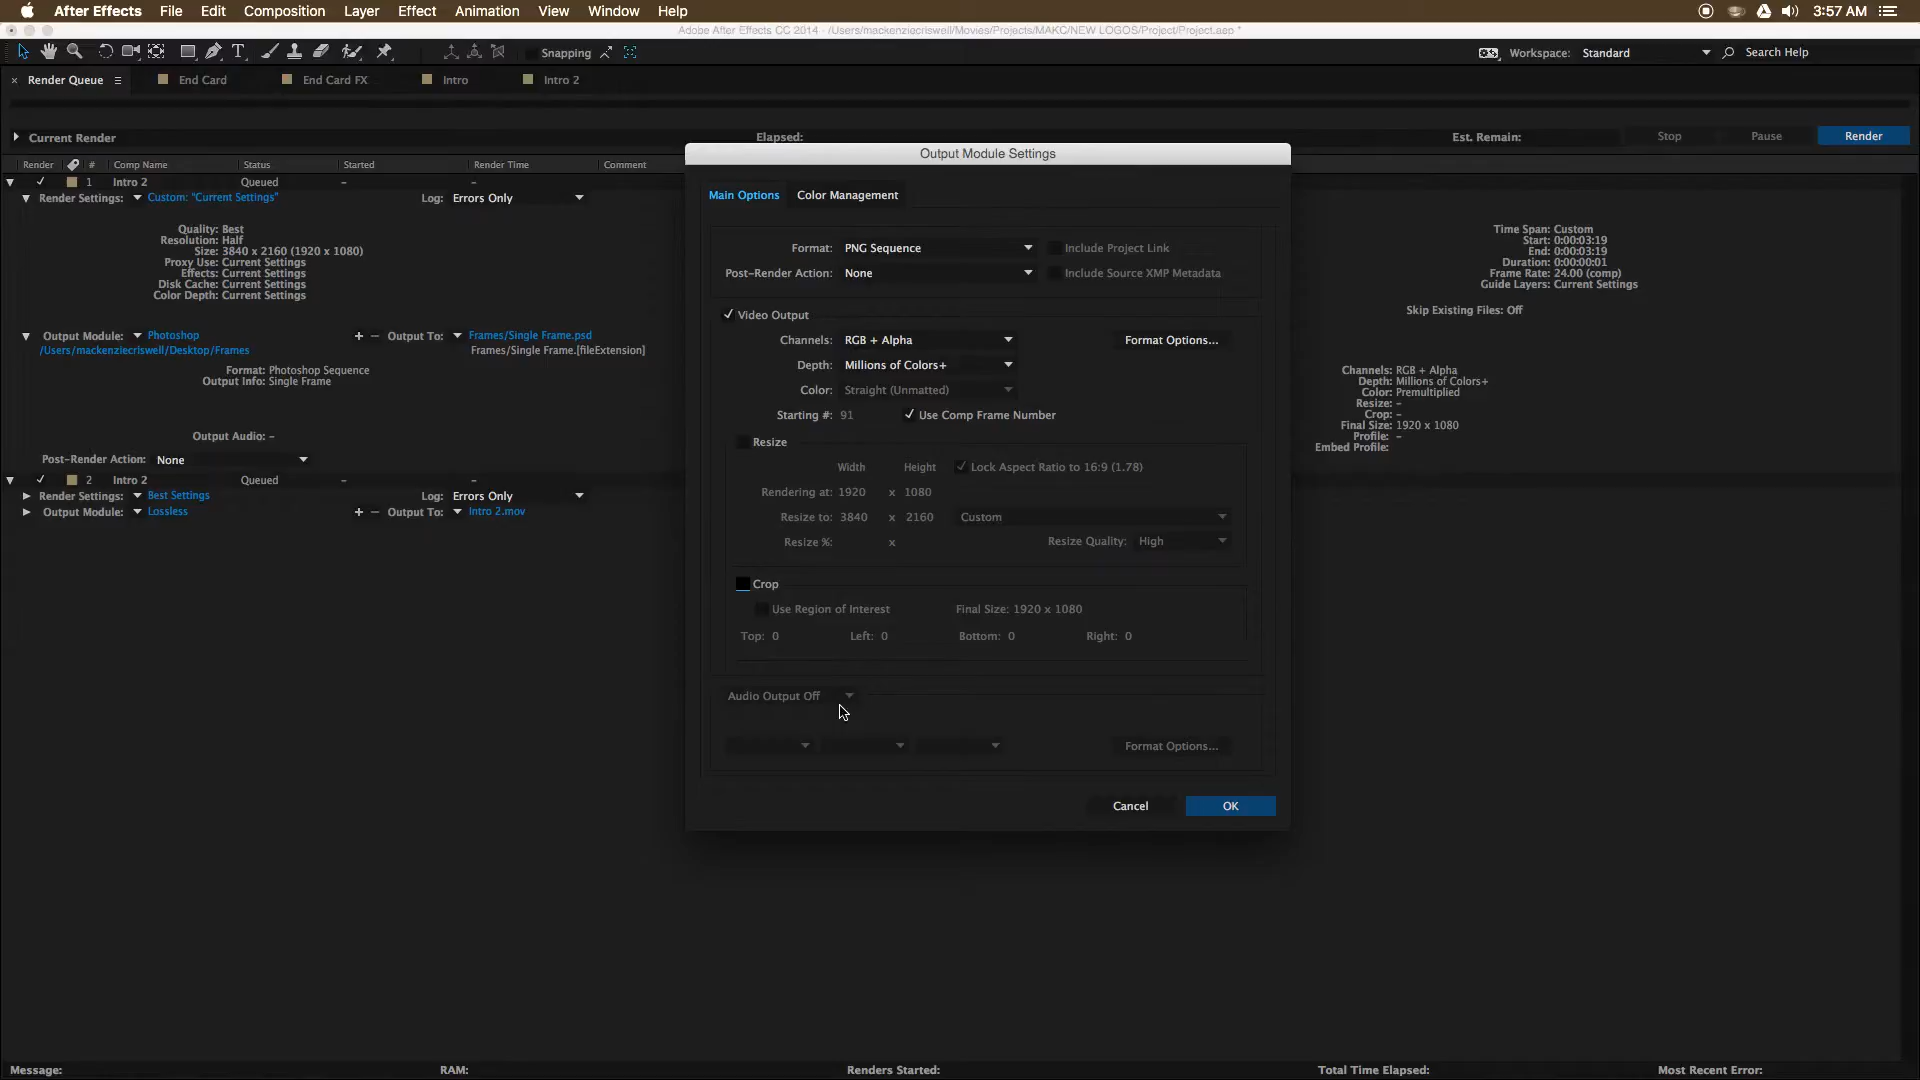 After Effects File Edit Composition Layer Effect Animation View Window Help 3:57 AM
Adobe After Effects CC 2014 - /Users/mackenziecriswell/Movies/Projects/MAKC/NEW LOGOS/Project/Project.aep *
Snapping Workspace: Standard Search Help
Render Queue End Card End Card FX Intro Intro 2
Current Render Elapsed: Est. Remain: Stop Pause Render
Render # Comp Name Status Started Render Time Comment
1 Intro 2 Queued – –
Render Settings: Custom: "Current Settings" Log: Errors Only
Quality: Best
Resolution: Half
Size: 3840 x 2160 (1920 x 1080)
Proxy Use: Current Settings
Effects: Current Settings
Disk Cache: Current Settings
Color Depth: Current Settings
Time Span: Custom
Start: 0:00:03:19
End: 0:00:03:19
Duration: 0:00:00:01
Frame Rate: 24.00 (comp)
Guide Layers: Current Settings
Skip Existing Files: Off
Output Module: Photoshop + − Output To: Frames/Single Frame.psd
/Users/mackenziecriswell/Desktop/Frames Frames/Single Frame.[fileExtension]
Format: Photoshop Sequence
Output Info: Single Frame
Output Audio: –
Channels: RGB + Alpha
Depth: Millions of Colors+
Color: Premultiplied
Resize: –
Crop: –
Final Size: 1920 x 1080
Profile: –
Embed Profile:
Post-Render Action: None
2 Intro 2 Queued – –
Render Settings: Best Settings Log: Errors Only
Output Module: Lossless + − Output To: Intro 2.mov
Output Module Settings
Main Options Color Management
Format: PNG Sequence Include Project Link
Post-Render Action: None Include Source XMP Metadata
Video Output
Channels: RGB + Alpha Format Options...
Depth: Millions of Colors+
Color: Straight (Unmatted)
Starting #: 91 Use Comp Frame Number
Resize
Width Height Lock Aspect Ratio to 16:9 (1.78)
Rendering at: 1920 x 1080
Resize to: 3840 x 2160 Custom
Resize %: x Resize Quality: High
Crop
Use Region of Interest Final Size: 1920 x 1080
Top: 0 Left: 0 Bottom: 0 Right: 0
Audio Output Off
Format Options...
Cancel OK
Message: RAM: Renders Started: Total Time Elapsed: Most Recent Error: